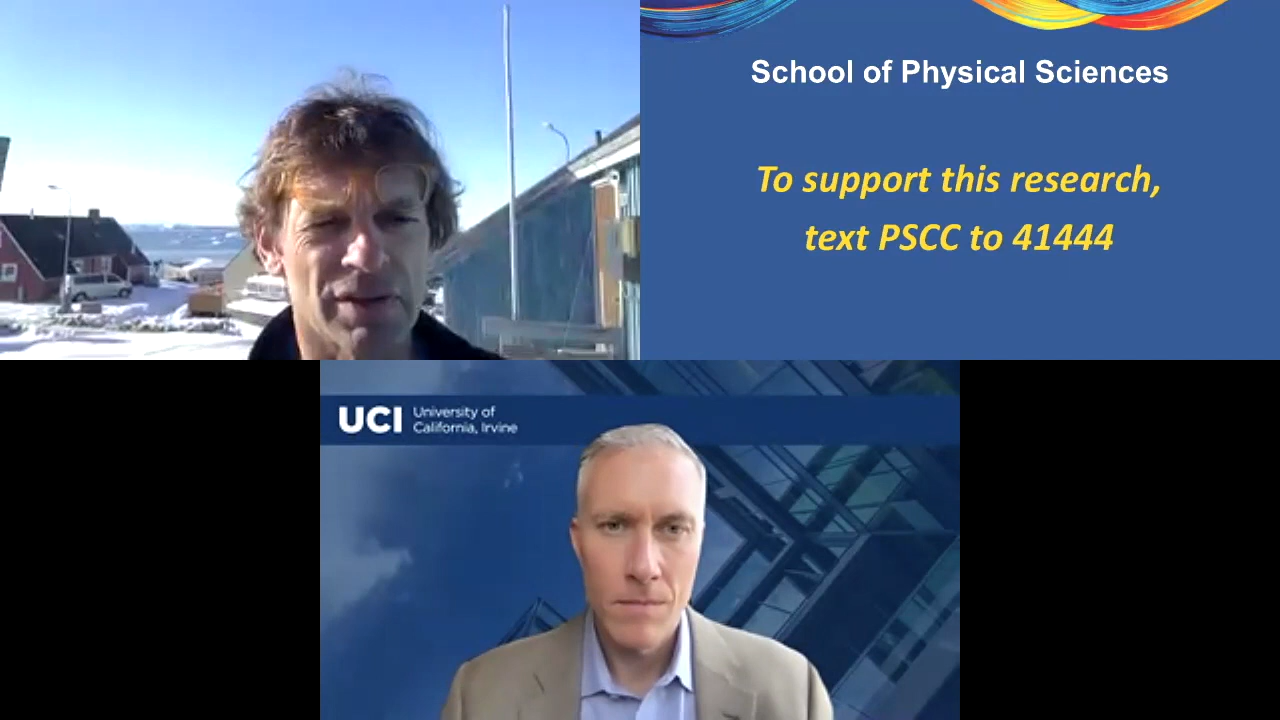 School of Physical Sciences
To support this research,
text PSCC to 41444
UCI University of
California, Irvine